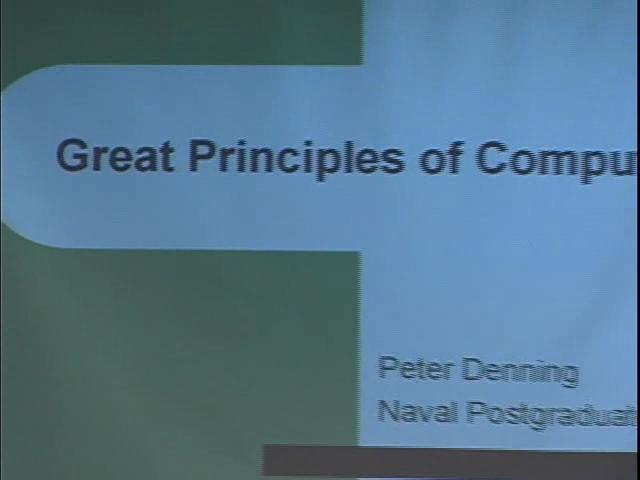 Great Principles of Compu
Peter Denning
Naval Postgraduat